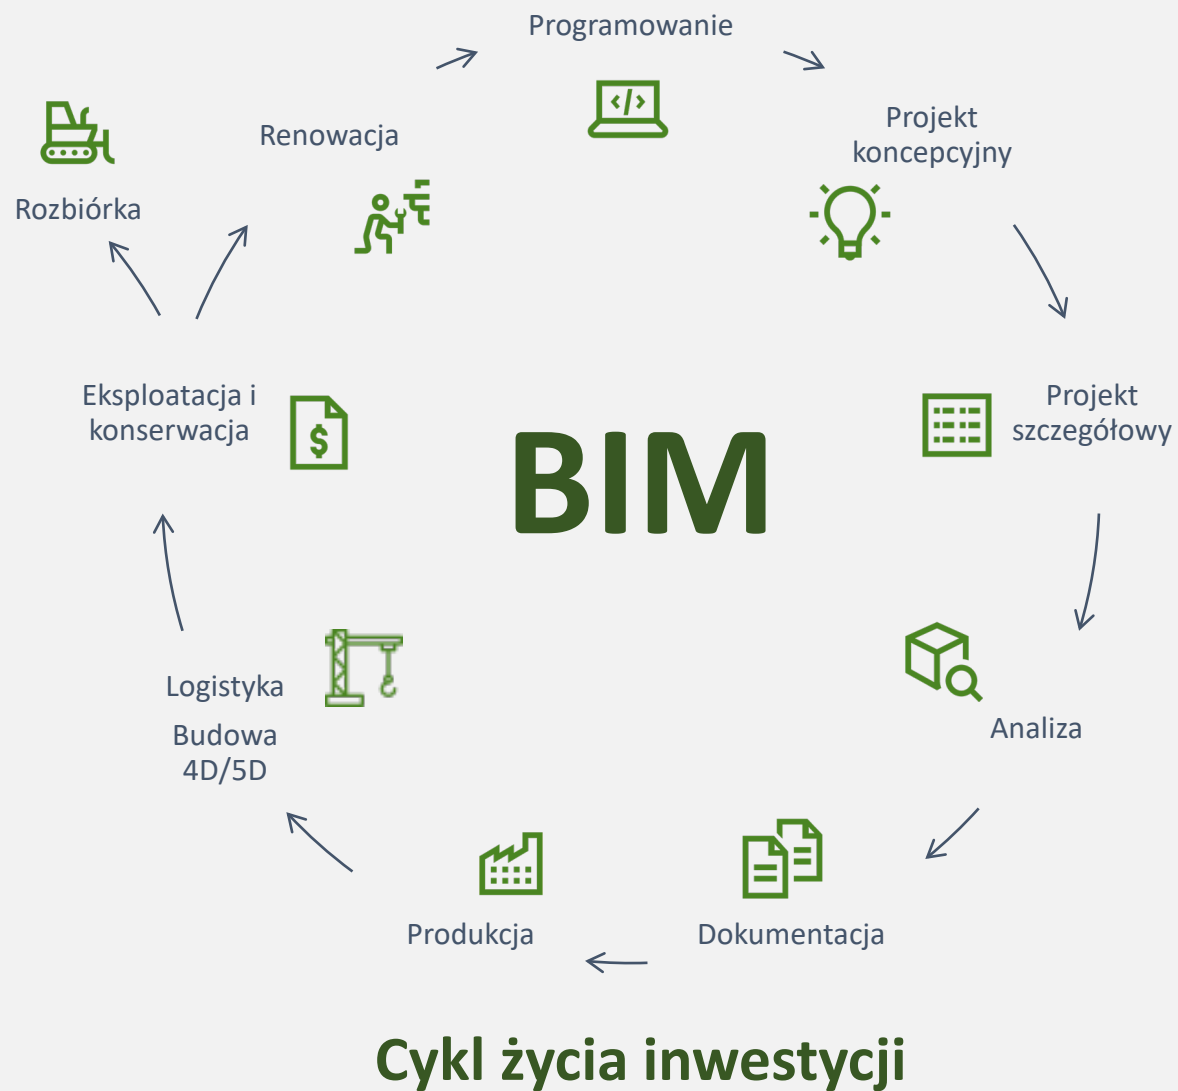 Programowanie
Projekt
koncepcyjny
Projekt
szczegółowy
Analiza
Dokumentacja
Produkcja
Logistyka
Budowa
4D/5D
Eksploatacja i
konserwacja
Renowacja
Rozbiórka
BIM
Cykl życia inwestycji